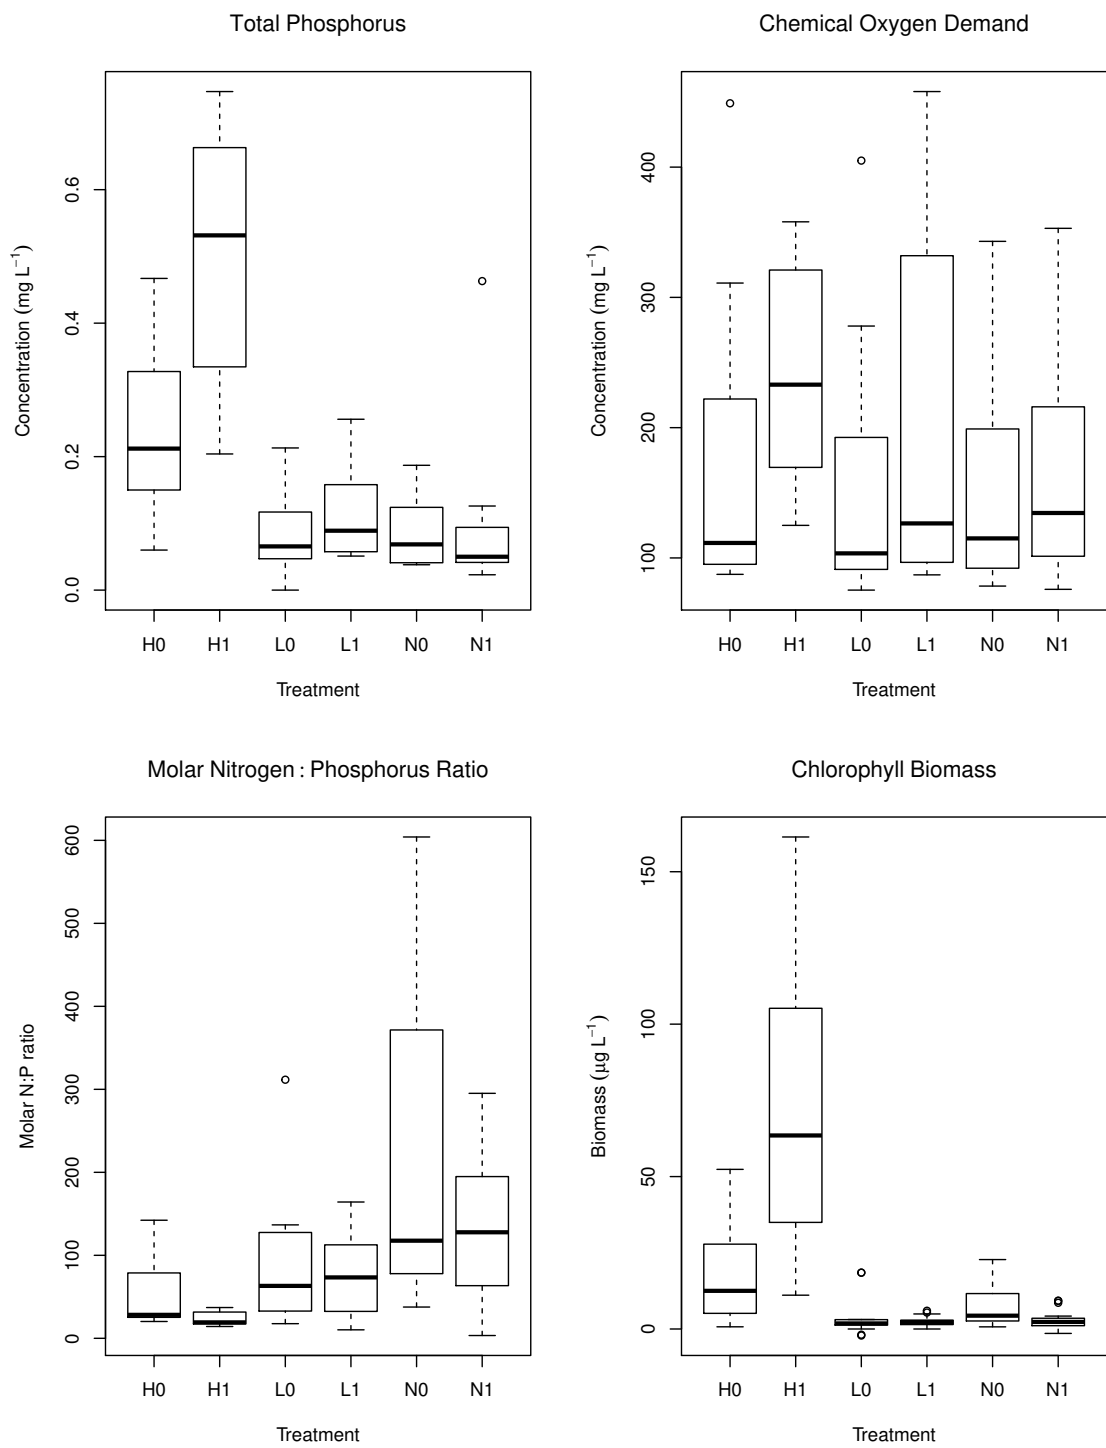 Total Phosphorus
Concentration (mg L−1)
0.6
0.4
0.2
0.0
H0 H1 L0 L1 N0 N1
Treatment
Chemical Oxygen Demand
Concentration (mg L−1)
400
300
200
100
H0 H1 L0 L1 N0 N1
Treatment
Molar Nitrogen : Phosphorus Ratio
Molar N:P ratio
600
500
400
300
200
100
0
H0 H1 L0 L1 N0 N1
Treatment
Chlorophyll Biomass
Biomass (µg L−1)
150
100
50
0
H0 H1 L0 L1 N0 N1
Treatment